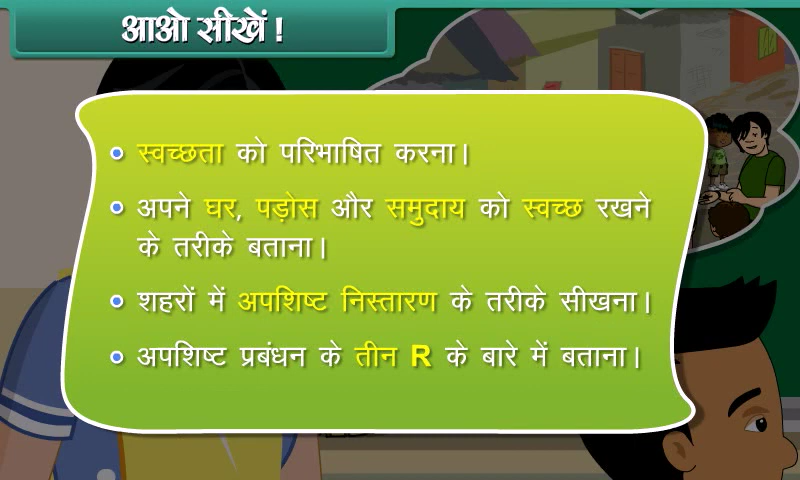 आओ सीखें!
स्वच्छता को परिभाषित करना।
अपने घर, पड़ोस और समुदाय को स्वच्छ रखने
के तरीके बताना।
शहरों में अपशिष्ट निस्तारण के तरीके सीखना।
अपशिष्ट प्रबंधन के तीन R के बारे में बताना।